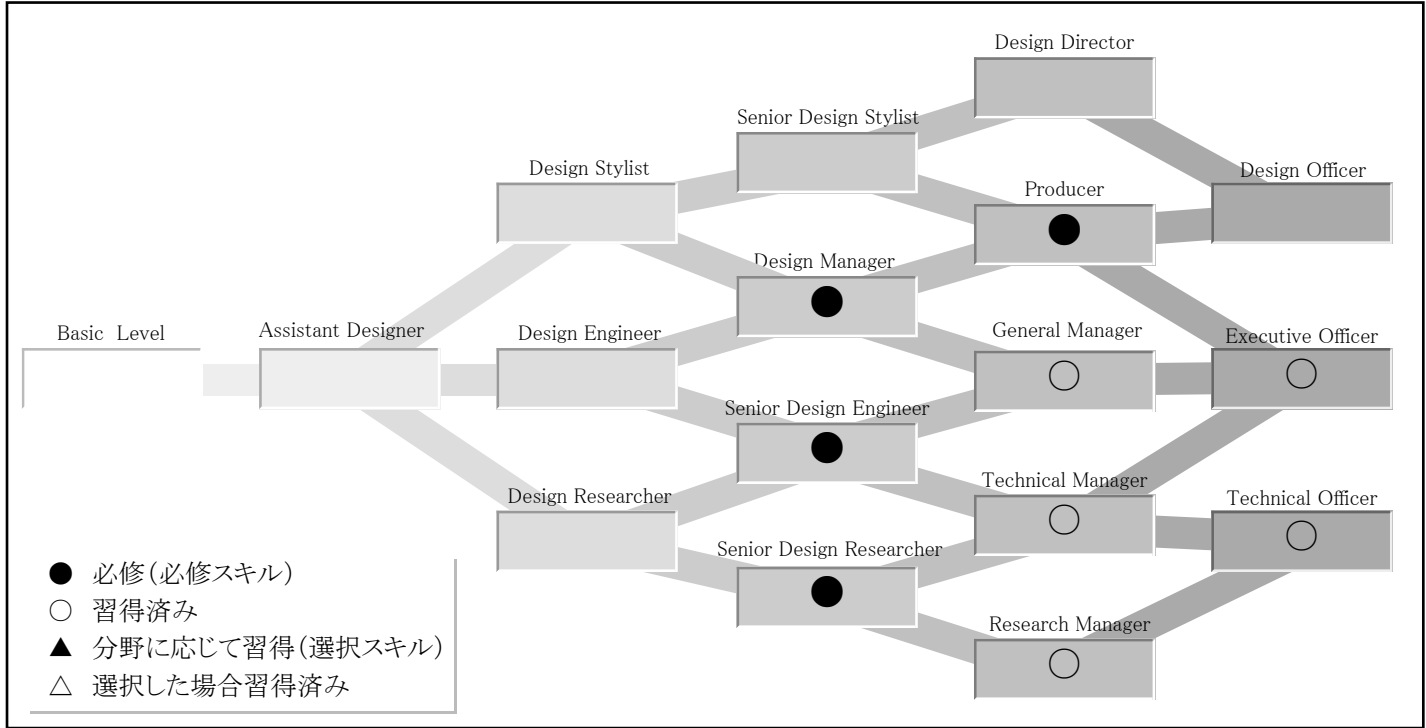 Design Director
Senior Design Stylist
Design Stylist
Design Officer
Producer
●
Design Manager
●
Basic Level
Assistant Designer
Design Engineer
General Manager
○
Executive Officer
○
Senior Design Engineer
●
Design Researcher
Technical Manager
○
Technical Officer
○
Senior Design Researcher
●
Research Manager
○
● 必修(必修スキル)
○ 習得済み
▲ 分野に応じて習得(選択スキル)
△ 選択した場合習得済み